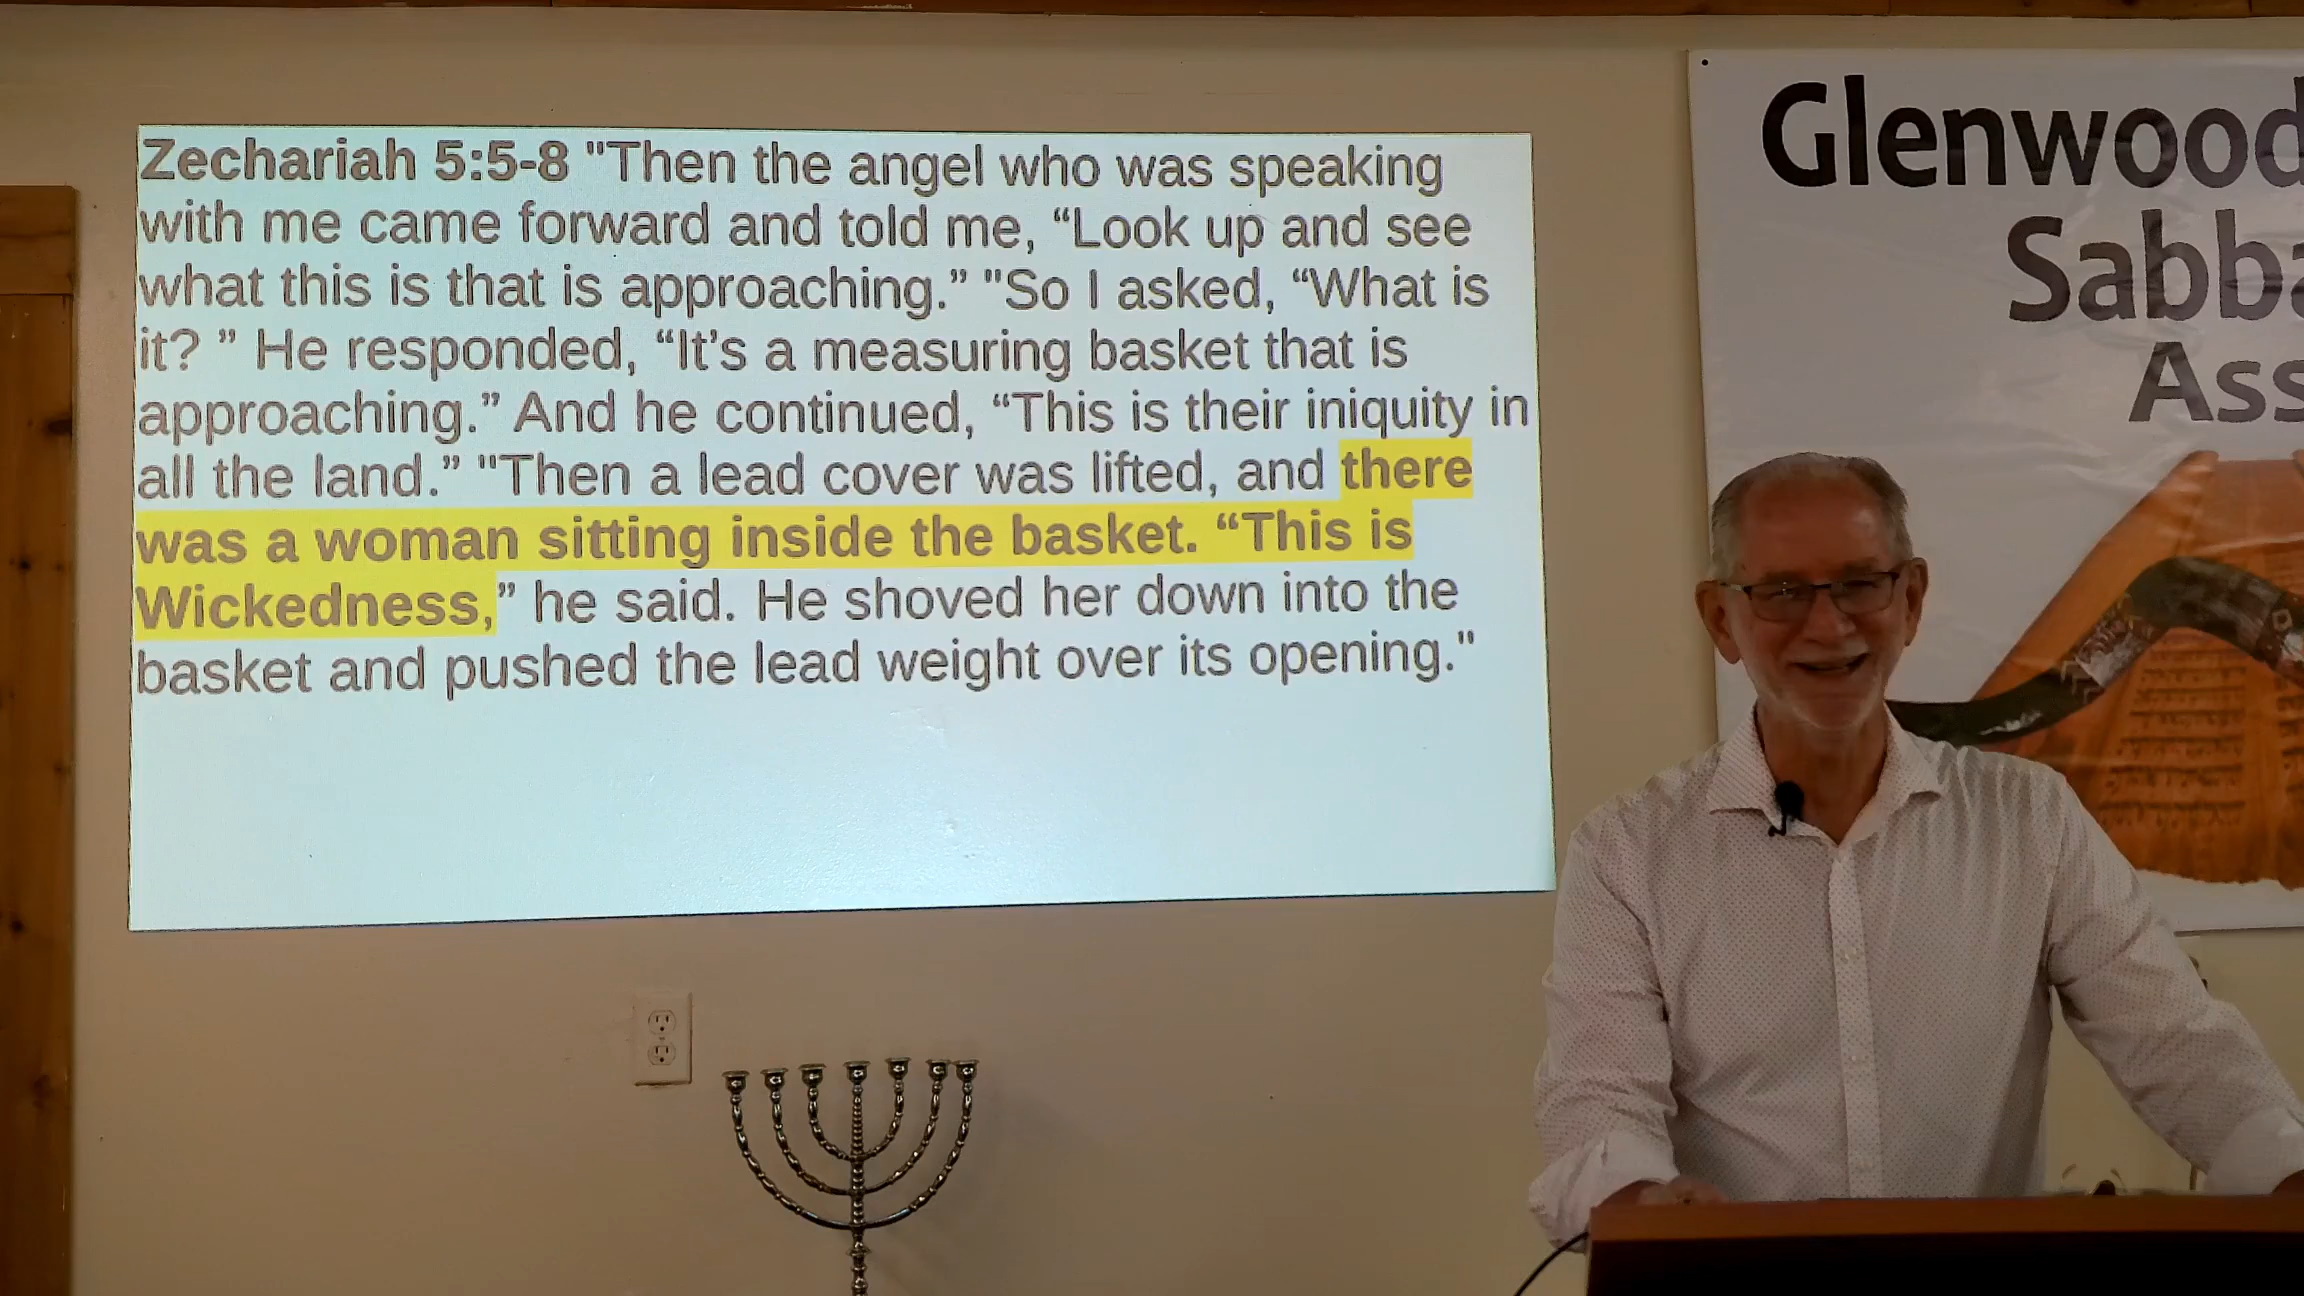 Zechariah 5:5-8 "Then the angel who was speaking
with me came forward and told me, “Look up and see
what this is that is approaching.” "So I asked, “What is
it? ” He responded, “It’s a measuring basket that is
approaching.” And he continued, “This is their iniquity in
all the land.” "Then a lead cover was lifted, and there
was a woman sitting inside the basket. “This is
Wickedness,” he said. He shoved her down into the
basket and pushed the lead weight over its opening."
Glenwood
Sabba
Ass